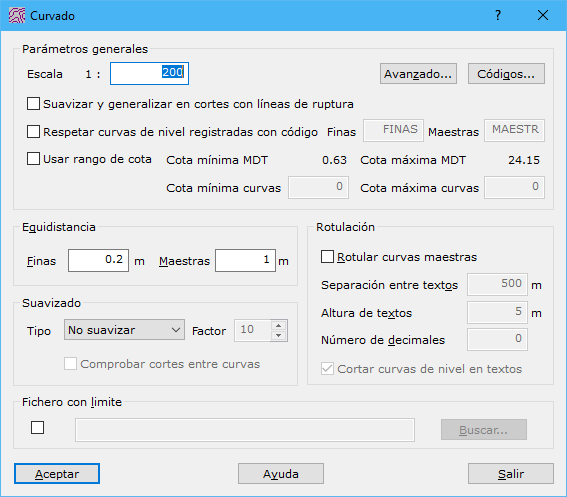 Curvado
Parámetros generales
Escala 1 : 200 Avanzado... Códigos...
Suavizar y generalizar en cortes con líneas de ruptura
Respetar curvas de nivel registradas con código Finas FINAS Maestras MAESTR
Usar rango de cota Cota mínima MDT 0.63 Cota máxima MDT 24.15
Cota mínima curvas 0 Cota máxima curvas 0
Equidistancia
Finas 0.2 m Maestras 1 m
Suavizado
Tipo No suavizar Factor 10
Comprobar cortes entre curvas
Rotulación
Rotular curvas maestras
Separación entre textos 500 m
Altura de textos 5 m
Número de decimales 0
Cortar curvas de nivel en textos
Fichero con limite
Buscar...
Aceptar Ayuda Salir